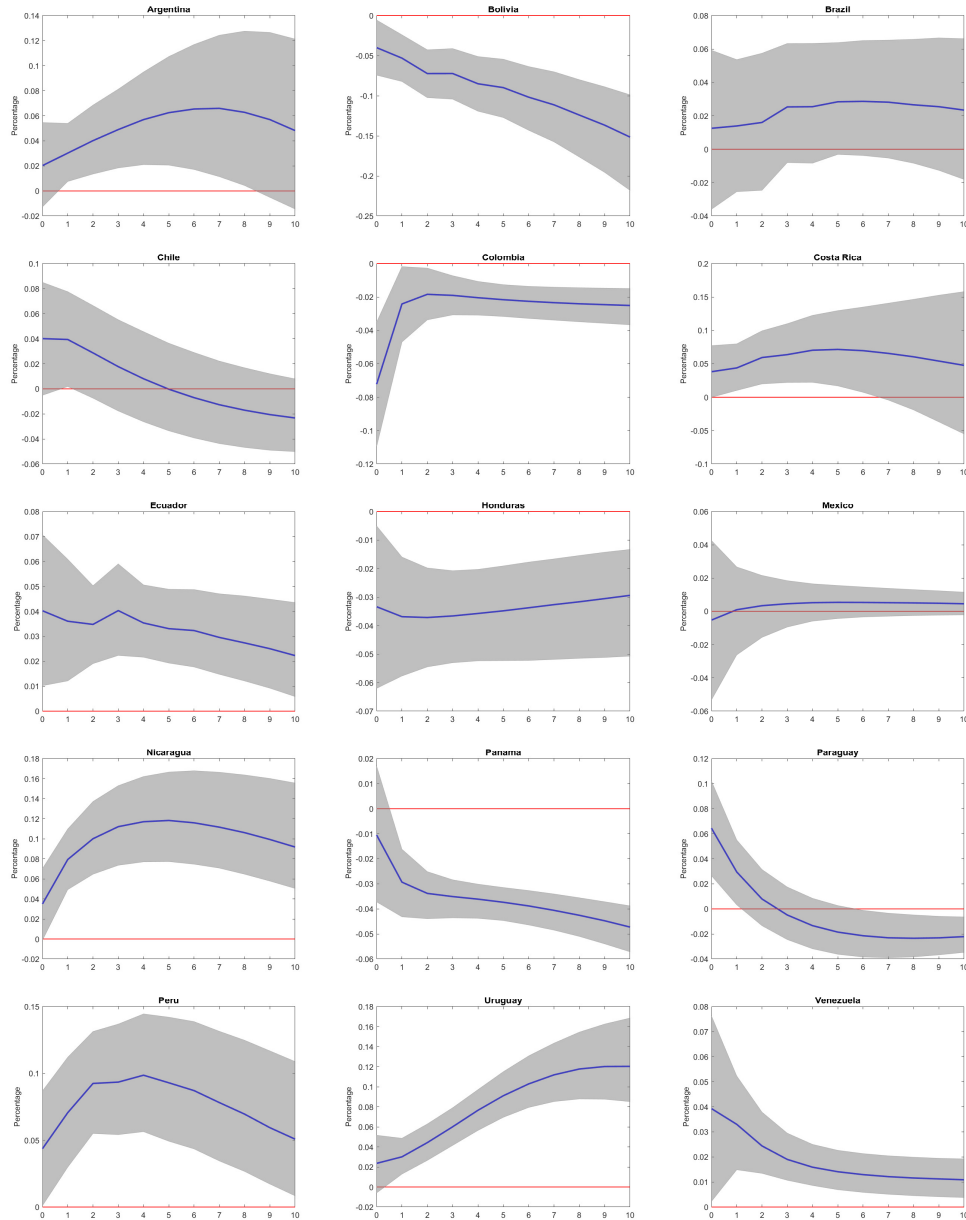 Argentina
Bolivia
Brazil
0.14
0.12
0.1
0.08
0.06
0.04
0.02
0
-0.02
Percentage
0 1 2 3 4 5 6 7 8 9 10
0
-0.05
-0.1
-0.15
-0.2
-0.25
Percentage
0 1 2 3 4 5 6 7 8 9 10
0.08
0.06
0.04
0.02
0
-0.02
-0.04
Percentage
0 1 2 3 4 5 6 7 8 9 10
Chile
Colombia
Costa Rica
0.1
0.08
0.06
0.04
0.02
0
-0.02
-0.04
-0.06
Percentage
0 1 2 3 4 5 6 7 8 9 10
0
-0.02
-0.04
-0.06
-0.08
-0.1
-0.12
Percentage
0 1 2 3 4 5 6 7 8 9 10
0.2
0.15
0.1
0.05
0
-0.05
-0.1
Percentage
0 1 2 3 4 5 6 7 8 9 10
Ecuador
Honduras
Mexico
0.08
0.07
0.06
0.05
0.04
0.03
0.02
0.01
0
Percentage
0 1 2 3 4 5 6 7 8 9 10
0
-0.01
-0.02
-0.03
-0.04
-0.05
-0.06
-0.07
Percentage
0 1 2 3 4 5 6 7 8 9 10
0.06
0.04
0.02
0
-0.02
-0.04
-0.06
Percentage
0 1 2 3 4 5 6 7 8 9 10
Nicaragua
Panama
Paraguay
0.18
0.16
0.14
0.12
0.1
0.08
0.06
0.04
0.02
0
-0.02
Percentage
0 1 2 3 4 5 6 7 8 9 10
0.02
0.01
0
-0.01
-0.02
-0.03
-0.04
-0.05
-0.06
Percentage
0 1 2 3 4 5 6 7 8 9 10
0.12
0.1
0.08
0.06
0.04
0.02
0
-0.02
-0.04
Percentage
0 1 2 3 4 5 6 7 8 9 10
Peru
Uruguay
Venezuela
0.15
0.1
0.05
0
Percentage
0 1 2 3 4 5 6 7 8 9 10
0.18
0.16
0.14
0.12
0.1
0.08
0.06
0.04
0.02
0
-0.02
Percentage
0 1 2 3 4 5 6 7 8 9 10
0.08
0.07
0.06
0.05
0.04
0.03
0.02
0.01
0
Percentage
0 1 2 3 4 5 6 7 8 9 10